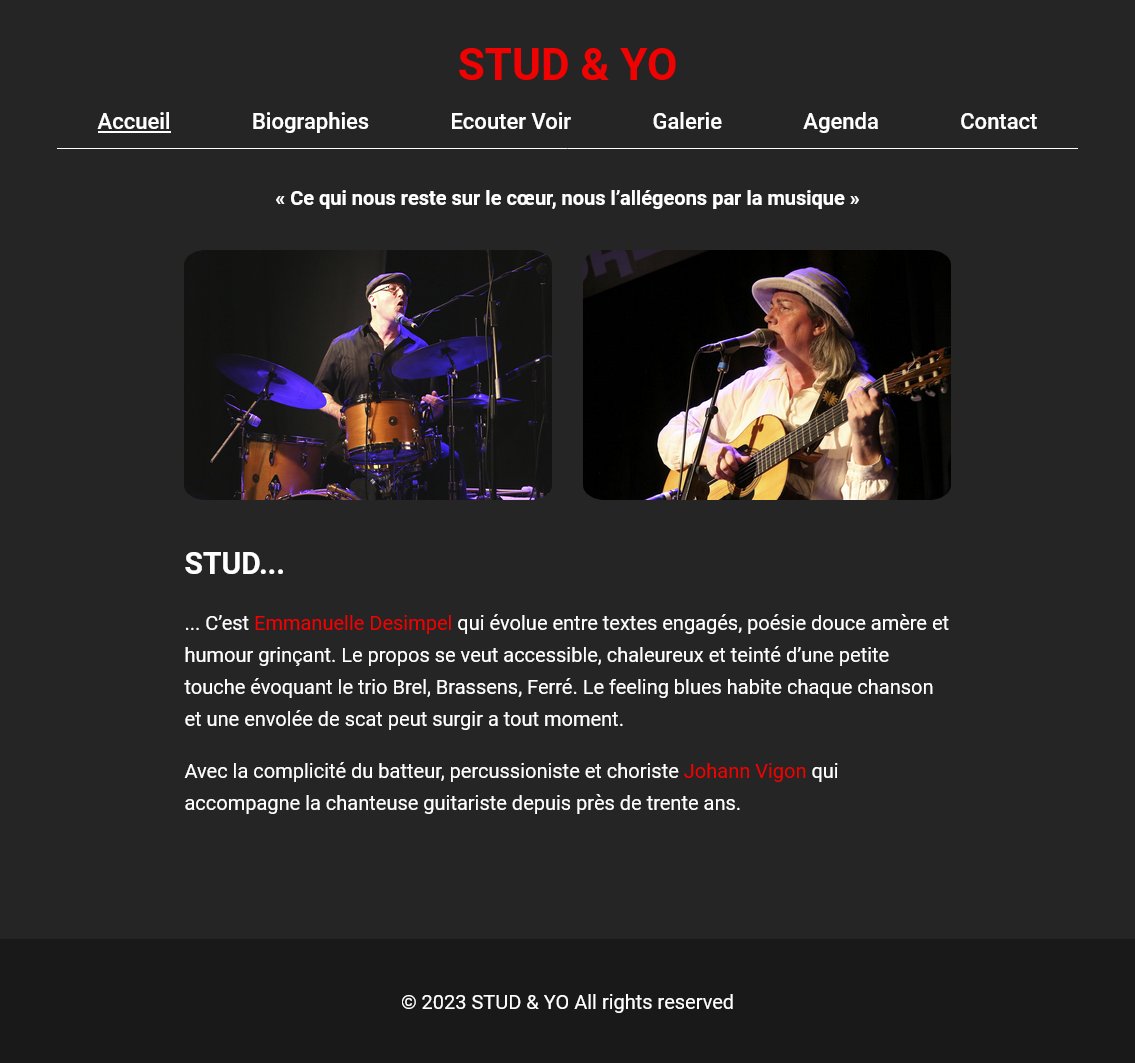 STUD & YO
Accueil Biographies Ecouter Voir Galerie Agenda Contact
« Ce qui nous reste sur le cœur, nous l’allégeons par la musique »
STUD...
... C’est Emmanuelle Desimpel qui évolue entre textes engagés, poésie douce amère et
humour grinçant. Le propos se veut accessible, chaleureux et teinté d’une petite
touche évoquant le trio Brel, Brassens, Ferré. Le feeling blues habite chaque chanson
et une envolée de scat peut surgir a tout moment.
Avec la complicité du batteur, percussioniste et choriste Johann Vigon qui
accompagne la chanteuse guitariste depuis près de trente ans.
© 2023 STUD & YO All rights reserved